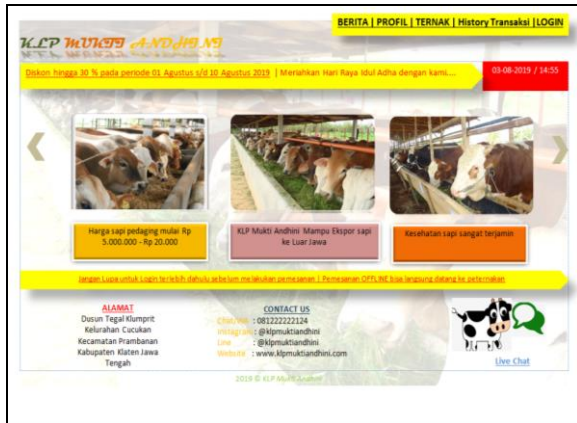 BERITA | PROFIL | TERNAK | History Transaksi |LOGIN
KLP MUKTI ANDHINI
Diskon hingga 30 % pada periode 01 Agustus s/d 10 Agustus 2019 | Meriahkan Hari Raya Idul Adha dengan kami....
03-08-2019 / 14:55
Harga sapi pedaging mulai Rp
5.000.000 - Rp 20.000
KLP Mukti Andhini Mampu Ekspor sapi
ke Luar Jawa
Kesehatan sapi sangat terjamin
Jangan Lupa untuk Login terlebih dahulu sebelum melakukan pemesanan | Pemesanan OFFLINE bisa langsung datang ke peternakan
ALAMAT
Dusun Tegal Klumprit
Kelurahan Cucukan
Kecamatan Prambanan
Kabupaten Klaten Jawa
Tengah
CONTACT US
: 081222222124
Instagram : @klpmuktiandhini
Line : @klpmuktiandhini
Website : www.klpmuktiandhini.com
Live Chat
2019 © KLP Mukti Andhini